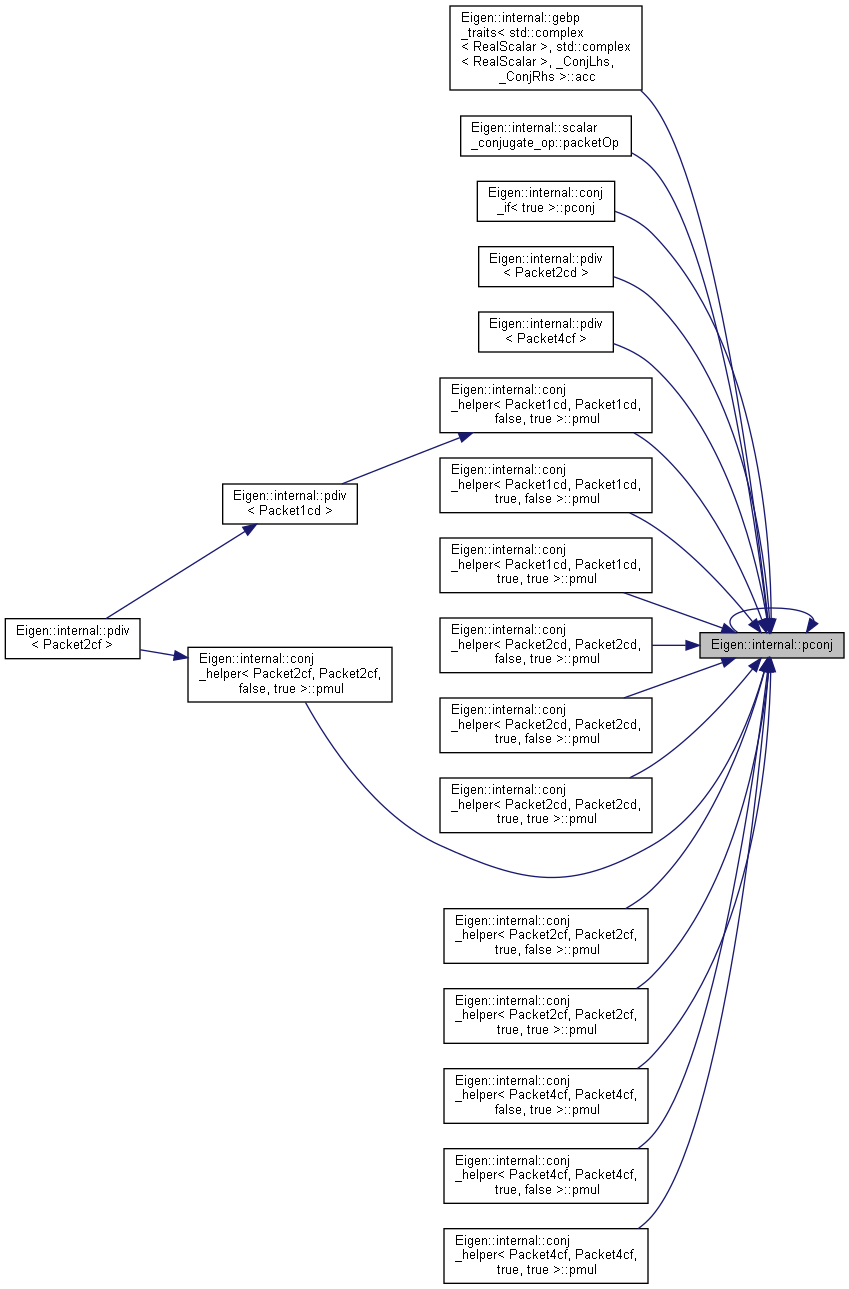 Eigen::internal::gebp
_traits< std::complex
< RealScalar >, std::complex
< RealScalar >, _ConjLhs,
_ConjRhs >::acc
Eigen::internal::scalar
_conjugate_op::packetOp
Eigen::internal::conj
_if< true >::pconj
Eigen::internal::pdiv
< Packet2cd >
Eigen::internal::pdiv
< Packet4cf >
Eigen::internal::conj
_helper< Packet1cd, Packet1cd,
false, true >::pmul
Eigen::internal::conj
_helper< Packet1cd, Packet1cd,
true, false >::pmul
Eigen::internal::pdiv
< Packet1cd >
Eigen::internal::conj
_helper< Packet1cd, Packet1cd,
true, true >::pmul
Eigen::internal::pdiv
< Packet2cf >
Eigen::internal::conj
_helper< Packet2cd, Packet2cd,
false, true >::pmul
Eigen::internal::pconj
Eigen::internal::conj
_helper< Packet2cf, Packet2cf,
false, true >::pmul
Eigen::internal::conj
_helper< Packet2cd, Packet2cd,
true, false >::pmul
Eigen::internal::conj
_helper< Packet2cd, Packet2cd,
true, true >::pmul
Eigen::internal::conj
_helper< Packet2cf, Packet2cf,
true, false >::pmul
Eigen::internal::conj
_helper< Packet2cf, Packet2cf,
true, true >::pmul
Eigen::internal::conj
_helper< Packet4cf, Packet4cf,
false, true >::pmul
Eigen::internal::conj
_helper< Packet4cf, Packet4cf,
true, false >::pmul
Eigen::internal::conj
_helper< Packet4cf, Packet4cf,
true, true >::pmul